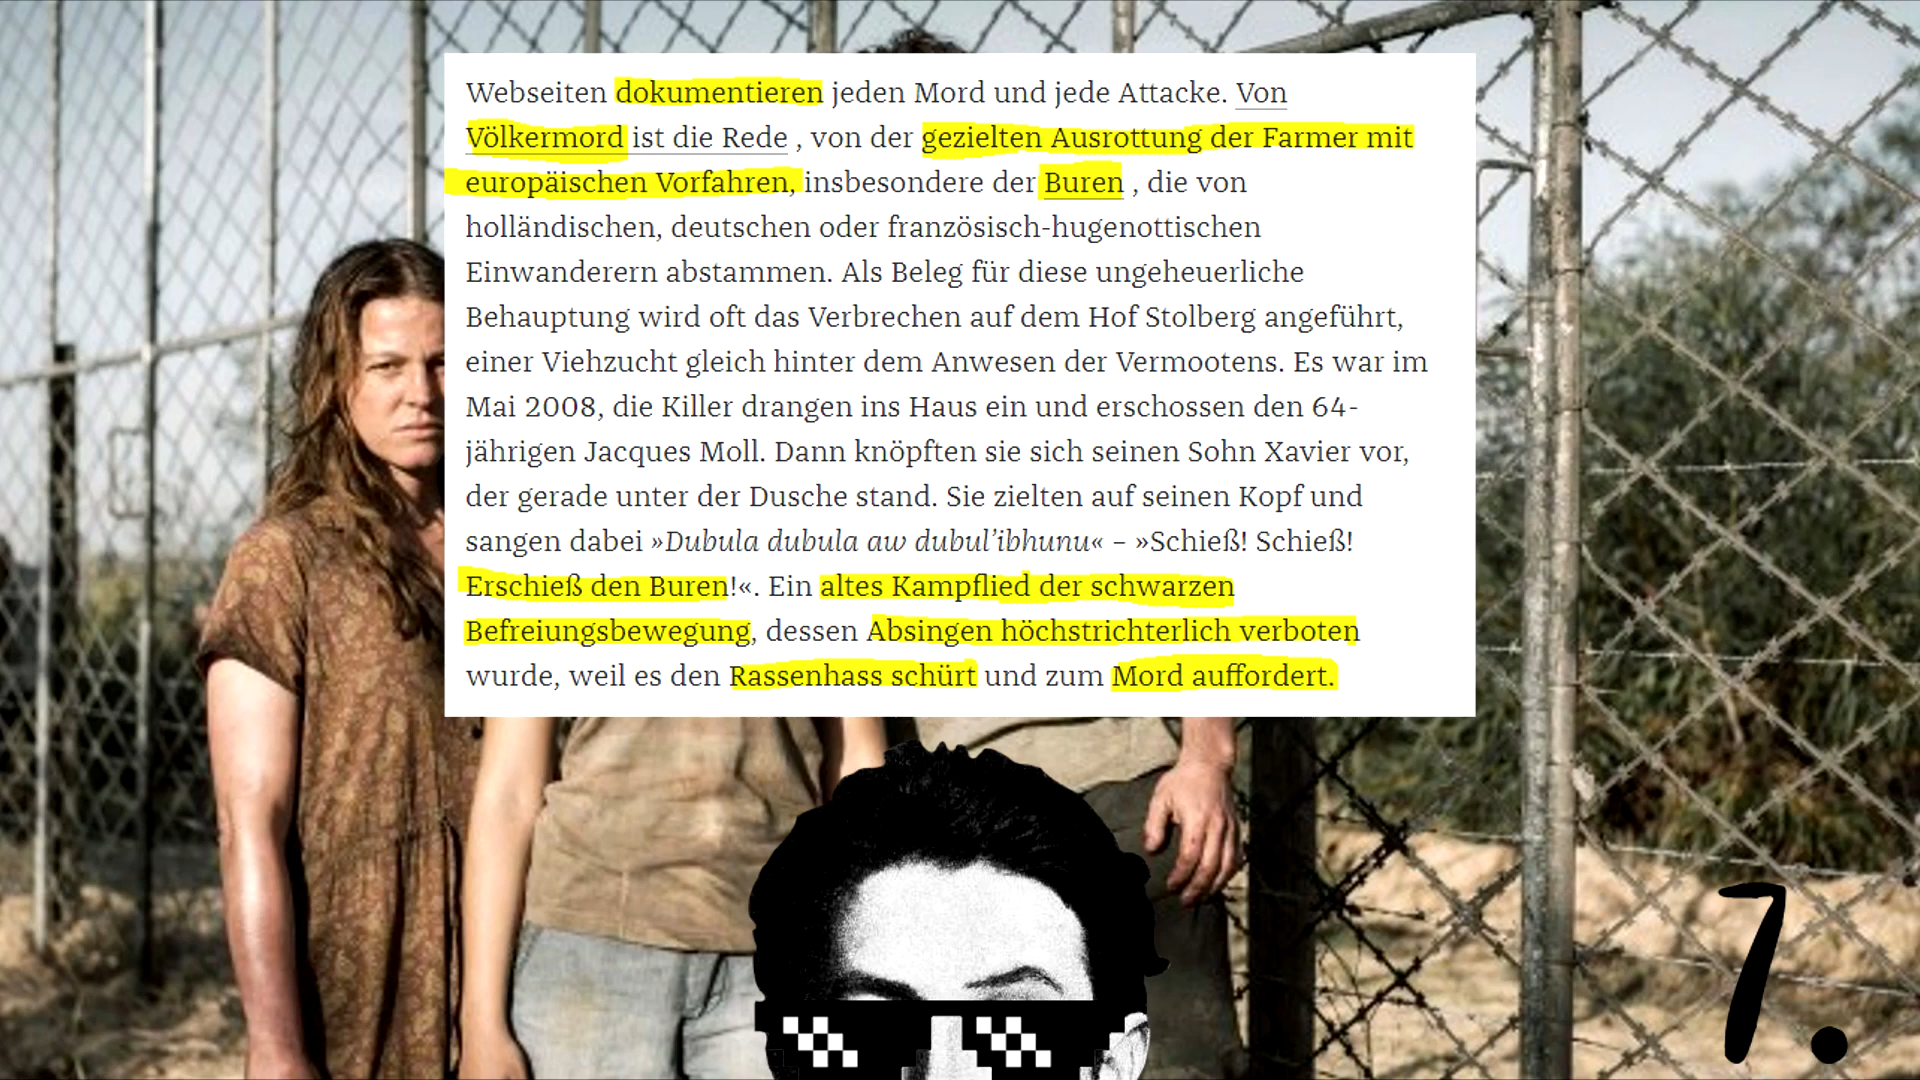 Webseiten dokumentieren jeden Mord und jede Attacke. Von
Völkermord ist die Rede , von der gezielten Ausrottung der Farmer mit
europäischen Vorfahren, insbesondere der Buren , die von
holländischen, deutschen oder französisch-hugenottischen
Einwanderern abstammen. Als Beleg für diese ungeheuerliche
Behauptung wird oft das Verbrechen auf dem Hof Stolberg angeführt,
einer Viehzucht gleich hinter dem Anwesen der Vermootens. Es war im
Mai 2008, die Killer drangen ins Haus ein und erschossen den 64-
jährigen Jacques Moll. Dann knöpften sie sich seinen Sohn Xavier vor,
der gerade unter der Dusche stand. Sie zielten auf seinen Kopf und
sangen dabei »Dubula dubula aw dubul’ibhunu« – »Schieß! Schieß!
Erschieß den Buren!«. Ein altes Kampflied der schwarzen
Befreiungsbewegung, dessen Absingen höchstrichterlich verboten
wurde, weil es den Rassenhass schürt und zum Mord auffordert.
7.